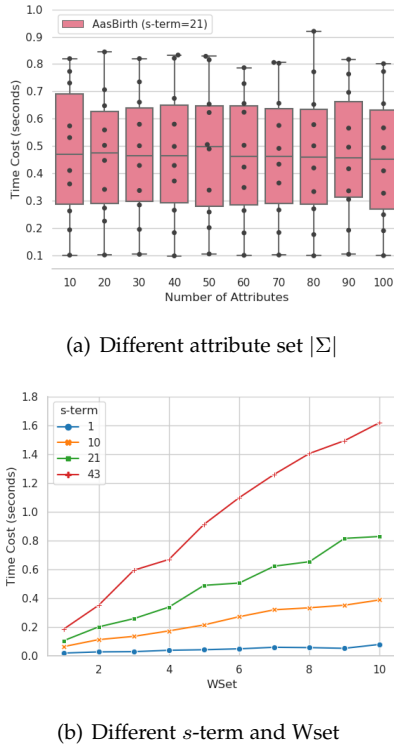 1.0
0.9
0.8
0.7
0.6
0.5
0.4
0.3
0.2
0.1
Time Cost (seconds)
AasBirth (s-term=21)
10 20 30 40 50 60 70 80 90 100
Number of Attributes
(a) Different attribute set |Σ|
1.8
1.6
1.4
1.2
1.0
0.8
0.6
0.4
0.2
0.0
Time Cost (seconds)
s-term
1
10
21
43
2 4 6 8 10
WSet
(b) Different s-term and Wset